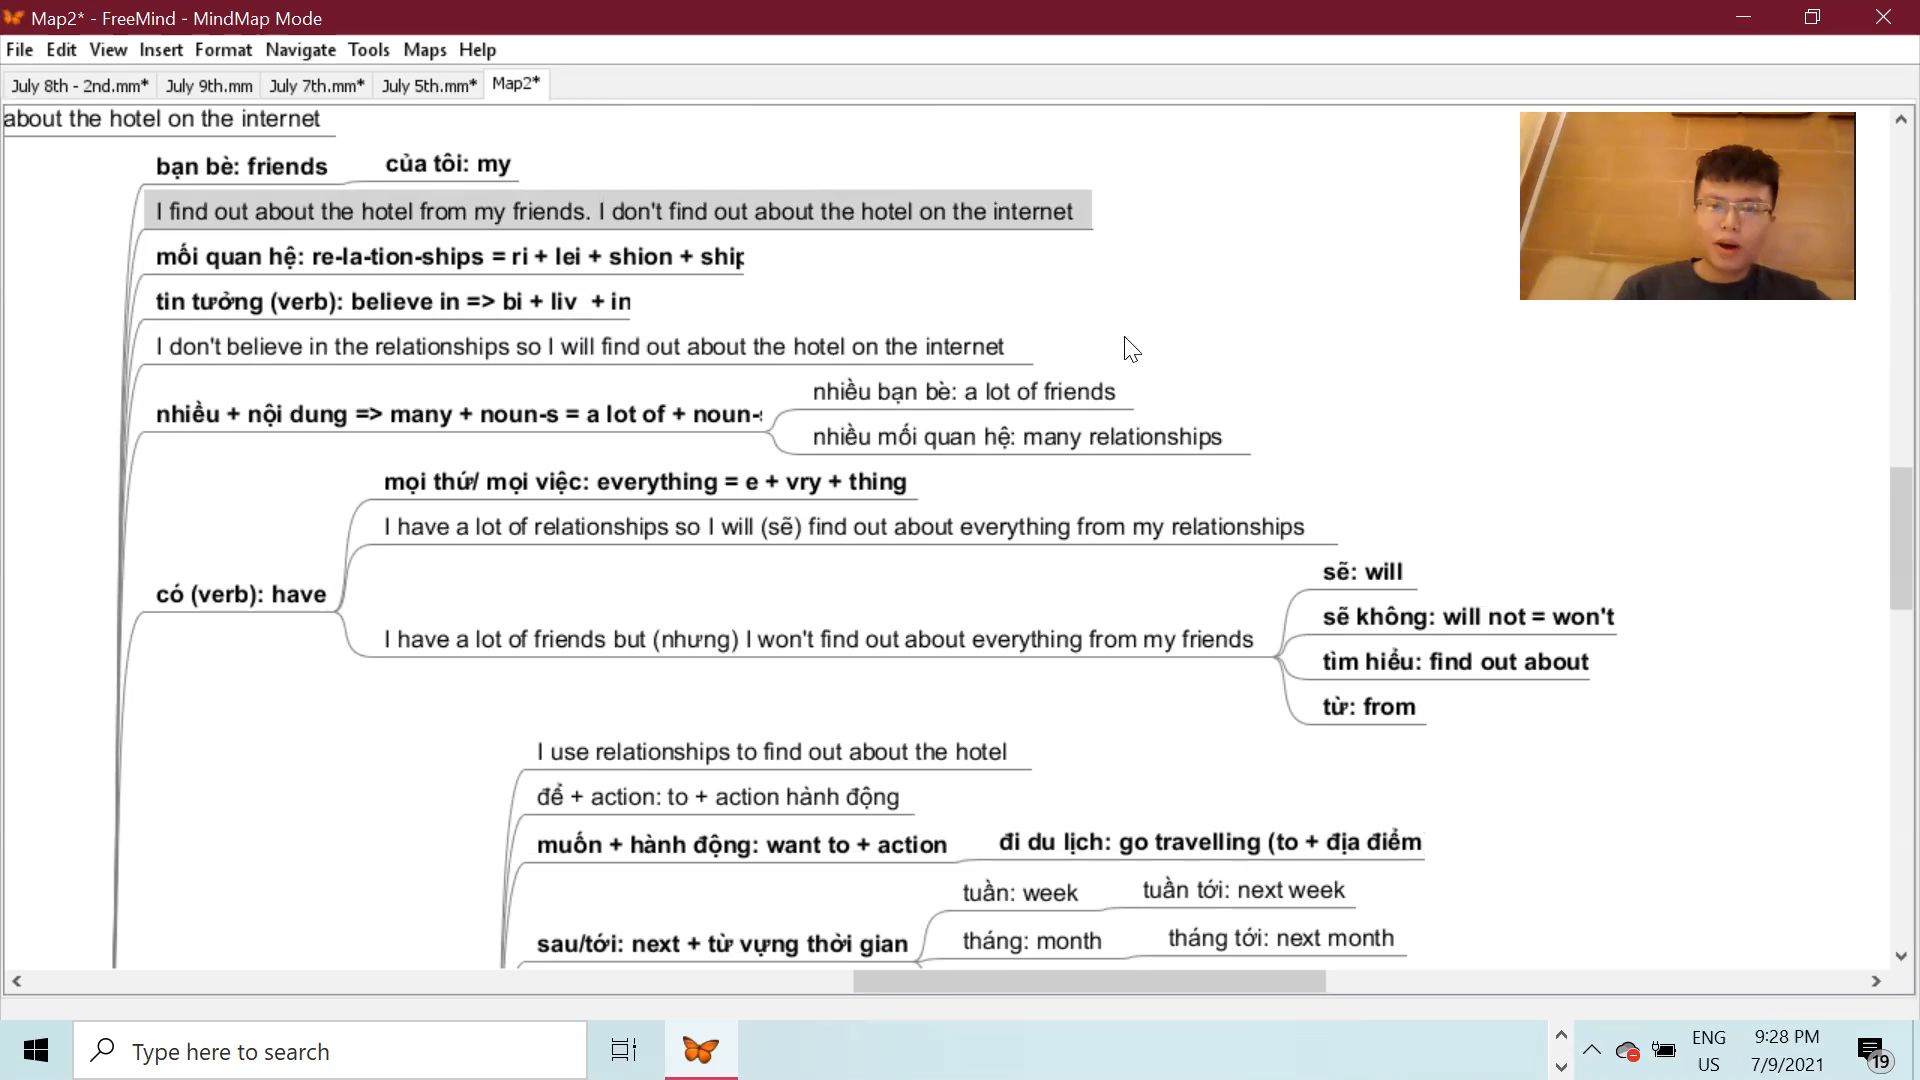 Map2* - FreeMind - MindMap Mode
File Edit View Insert Format Navigate Tools Maps Help
July 8th - 2nd.mm* July 9th.mm July 7th.mm* July 5th.mm* Map2*
about the hotel on the internet
bạn bè: friends của tôi: my
I find out about the hotel from my friends. I don't find out about the hotel on the internet
mối quan hệ: re-la-tion-ships = ri + lei + shion + ship
tin tưởng (verb): believe in => bi + liv + in
I don't believe in the relationships so I will find out about the hotel on the internet
nhiều bạn bè: a lot of friends
nhiều + nội dung => many + noun-s = a lot of + noun-s
nhiều mối quan hệ: many relationships
mọi thứ/ mọi việc: everything = e + vry + thing
I have a lot of relationships so I will (sẽ) find out about everything from my relationships
sẽ: will
có (verb): have
sẽ không: will not = won't
I have a lot of friends but (nhưng) I won't find out about everything from my friends
tìm hiểu: find out about
từ: from
I use relationships to find out about the hotel
để + action: to + action hành động
muốn + hành động: want to + action đi du lịch: go travelling (to + địa điểm
tuần: week tuần tới: next week
sau/tới: next + từ vựng thời gian
tháng: month tháng tới: next month
Type here to search
ENG
US
9:28 PM
7/9/2021
19